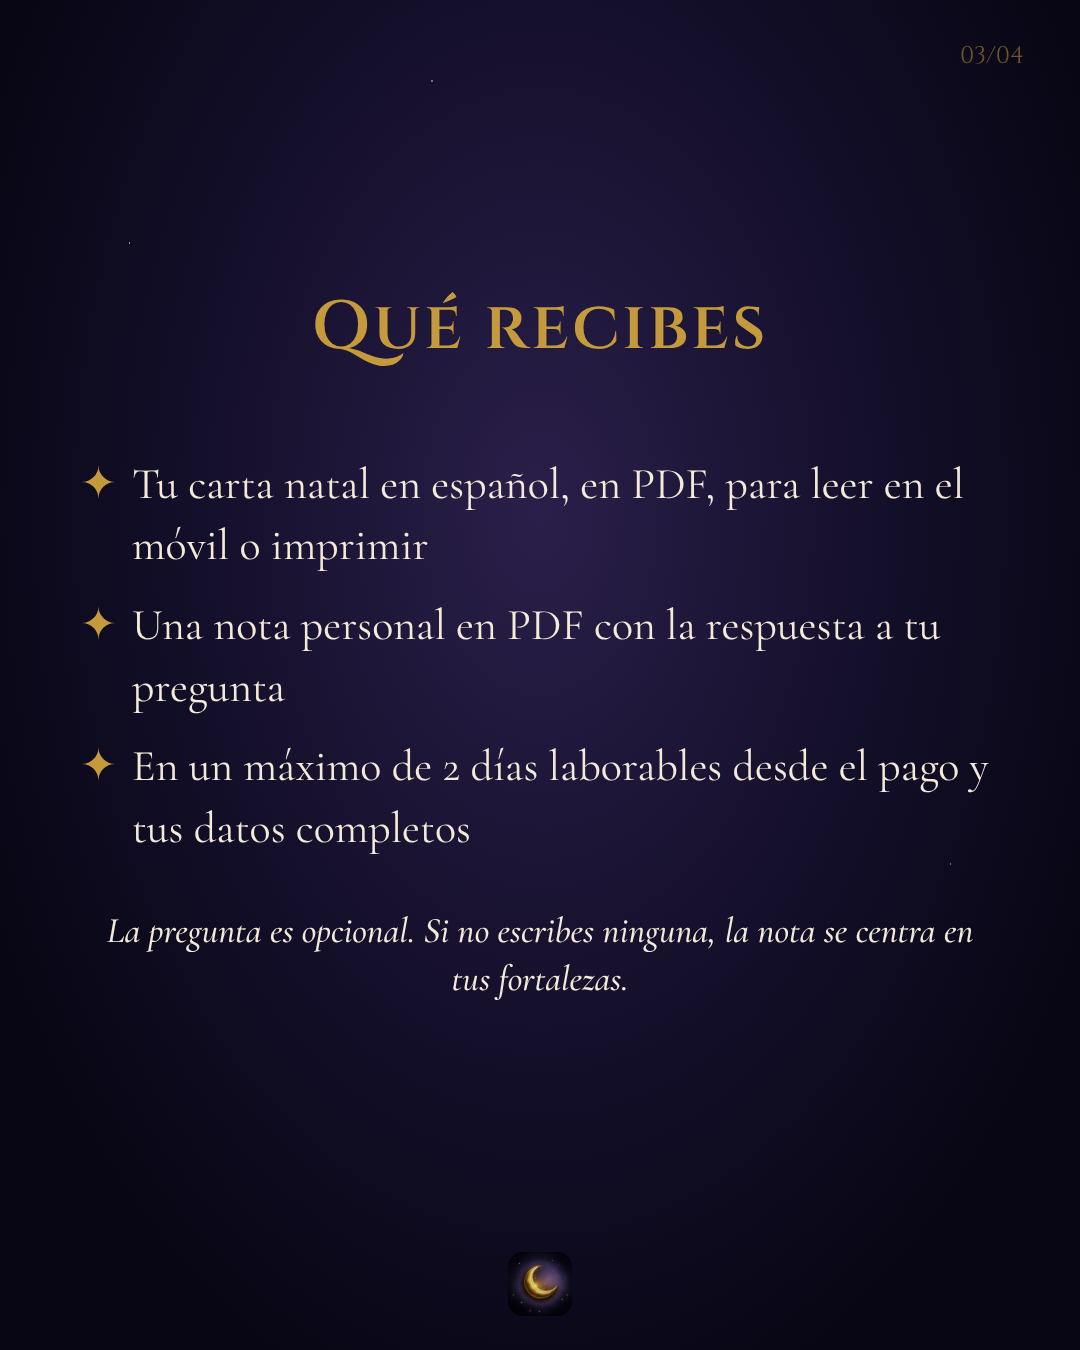 03/04
Qué recibes
Tu carta natal en español, en PDF, para leer en el
móvil o imprimir
Una nota personal en PDF con la respuesta a tu
pregunta
En un máximo de 2 días laborables desde el pago y
tus datos completos
La pregunta es opcional. Si no escribes ninguna, la nota se centra en
tus fortalezas.